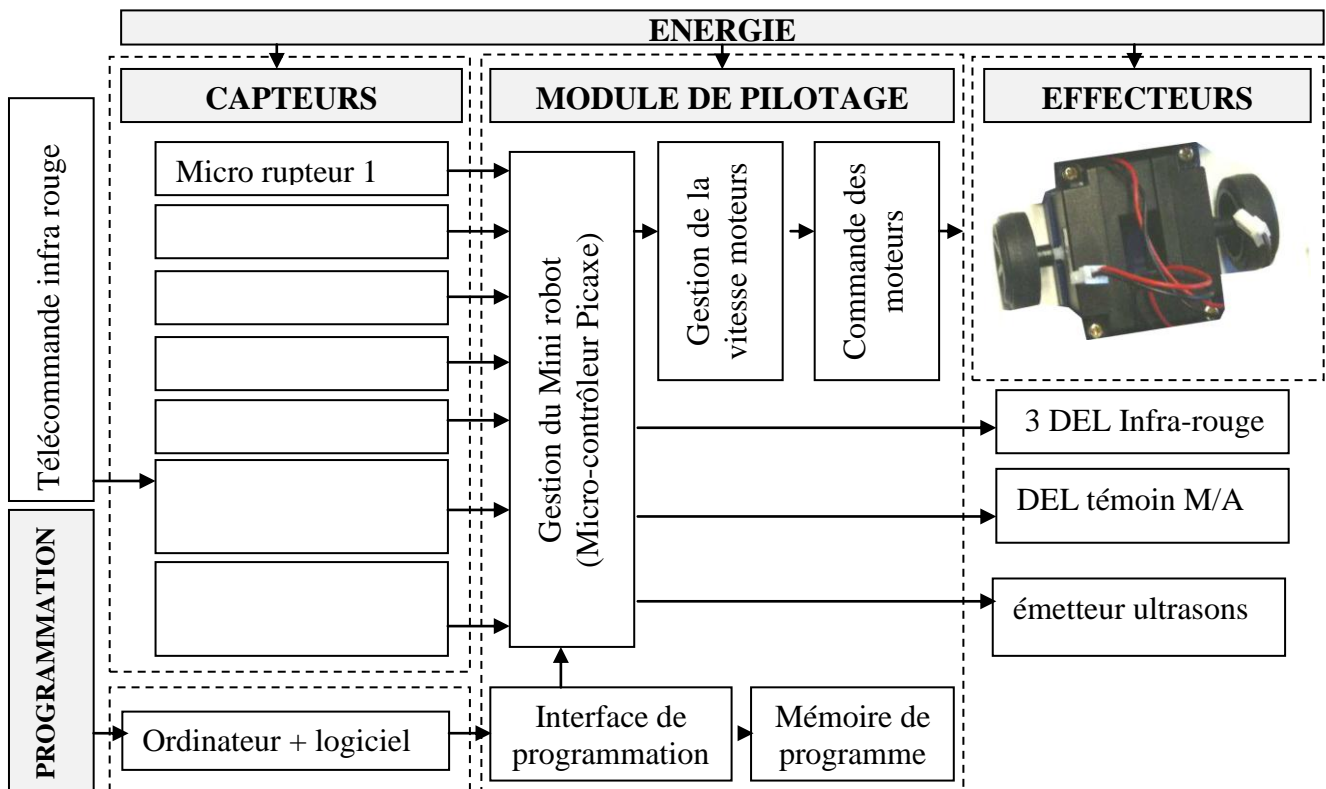 ENERGIE
CAPTEURS
MODULE DE PILOTAGE
EFFECTEURS
Télécommande infra rouge
Micro rupteur 1
Gestion du Mini robot
(Micro-contrôleur Picaxe)
Gestion de la
vitesse moteurs
Commande des
moteurs
3 DEL Infra-rouge
DEL témoin M/A
émetteur ultrasons
PROGRAMMATION
Ordinateur + logiciel
Interface de
programmation
Mémoire de
programme